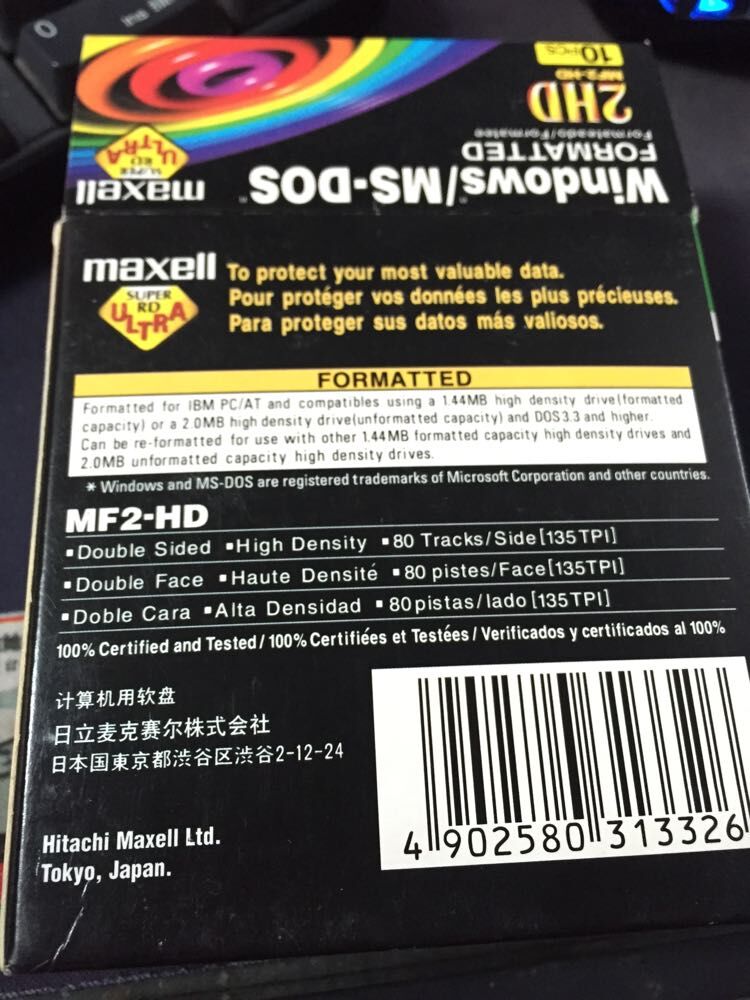 0
10PCS
MF2-HD
2HD
Formateado/Formatee
FORMATTED
Windows/MS-DOS™
maxell
SUPER
RD
ULTRA
maxell
SUPER
RD
ULTRA
To protect your most valuable data.
Pour protéger vos données les plus précieuses.
Para proteger sus datos más valiosos.
FORMATTED
Formatted for IBM PC/AT and compatibles using a 1.44MB high density drive(formatted
capacity) or a 2.0MB high density drive(unformatted capacity) and DOS3.3 and higher.
Can be re-formatted for use with other 1.44MB formatted capacity high density drives and
2.0MB unformatted capacity high density drives.
* Windows and MS-DOS are registered trademarks of Microsoft Corporation and other countries.
MF2-HD
▪Double Sided ▪High Density ▪80 Tracks/Side[135TPI]
▪Double Face ▪Haute Densité ▪80 pistes/Face[135TPI]
▪Doble Cara ▪Alta Densidad ▪80pistas/lado[135TPI]
100% Certified and Tested/100% Certifiées et Testées/Verificados y certificados al 100%
计算机用软盘
日立麦克赛尔株式会社
日本国東京都渋谷区渋谷2-12-24
Hitachi Maxell Ltd.
Tokyo, Japan.
4 902580 313326